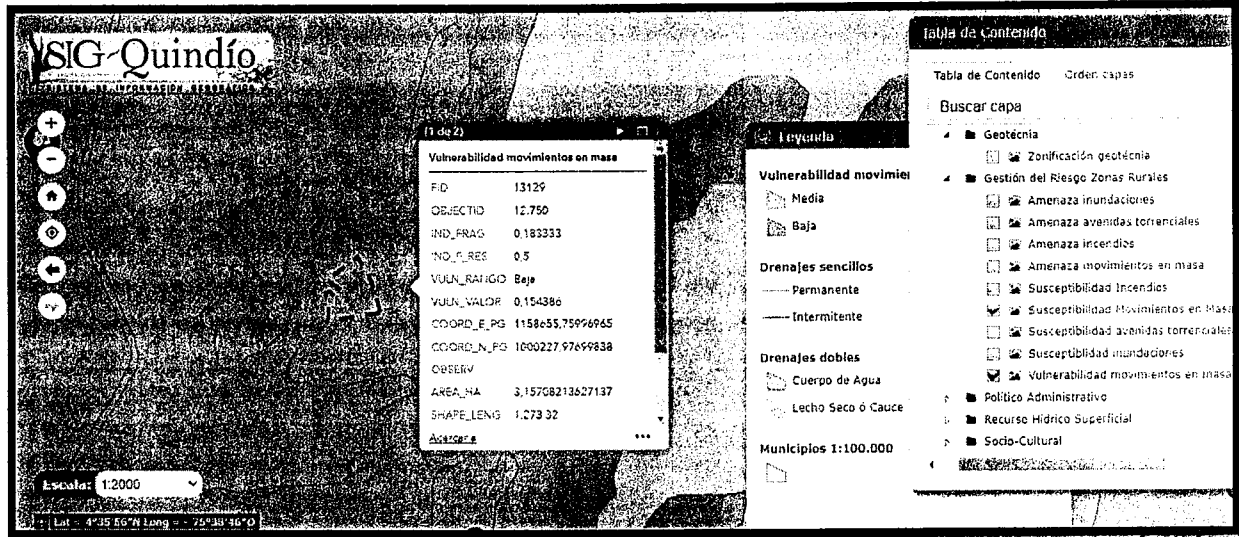 SIG-Quindío
SISTEMA DE INFORMACIÓN GEOGRÁFICA
Escala: 1:2000
Lat = 4°35'56"N Long = - 75°38'46"O
(1 de 2)
Vulnerabilidad movimientos en masa
FID 13129
OBJECTID 12.750
IND_FRAG 0,183333
IND_F_RES 0,5
VULN_RANGO Baja
VULN_VALOR 0,154386
COORD_E_PG 1158655,75996965
COORD_N_PG 1000227,97699838
OBSERV
AREA_HA 3,15708213627137
SHAPE_LENG 1.273,32
Acercar a
•••
Leyenda
Vulnerabilidad movimie
Media
Baja
Drenajes sencillos
Permanente
Intermitente
Drenajes dobles
Cuerpo de Agua
Lecho Seco ó Cauce
Municipios 1:100.000
Tabla de Contenido
Tabla de Contenido Orden capas
Buscar capa
Geotécnia
Zonificación geotécnia
Gestión del Riesgo Zonas Rurales
Amenaza inundaciones
Amenaza avenidas torrenciales
Amenaza incendios
Amenaza movimientos en masa
Susceptibilidad Incendios
Susceptibilidad Movimientos en Masa
Susceptibilidad avenidas torrenciales
Susceptiblidad inundaciones
Vulnerabilidad movimientos en masa
Político Administrativo
Recurso Hídrico Superficial
Socio-Cultural